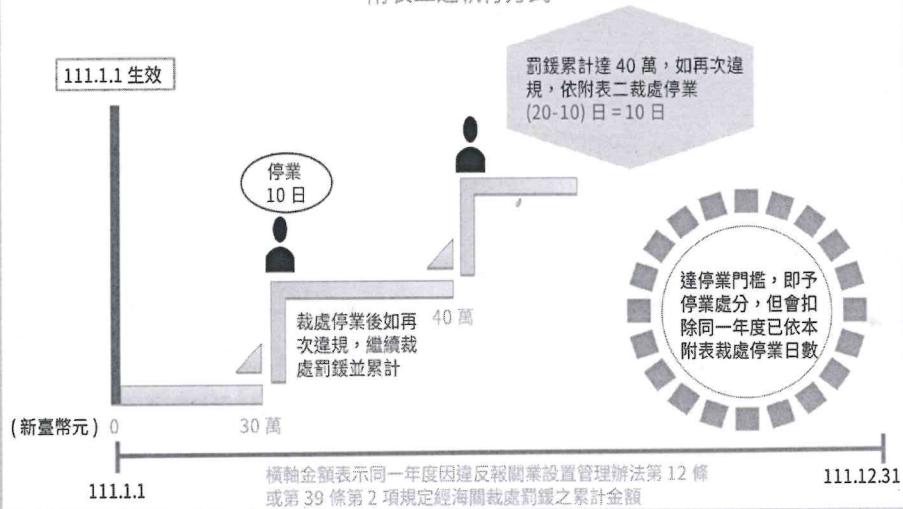 111.1.1 生效
罰鍰累計達 40 萬，如再次違
規，依附表二裁處停業
(20-10) 日 = 10 日
停業
10 日
達停業門檻，即予
停業處分，但會扣
除同一年度已依本
附表裁處停業日數
裁處停業後如再
次違規，繼續裁
處罰鍰並累計
40 萬
(新臺幣元) 0
30 萬
111.1.1
橫軸金額表示同一年度因違反報關業設置管理辦法第 12 條
或第 39 條第 2 項規定經海關裁處罰鍰之累計金額
111.12.31